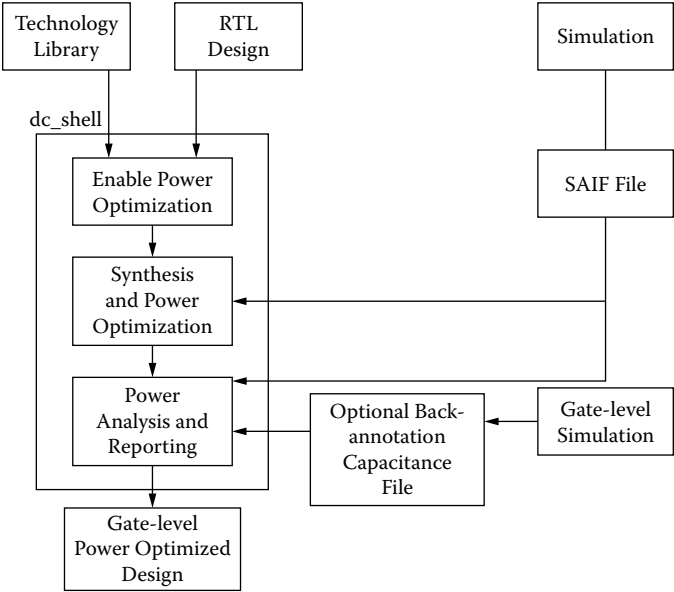 Technology
Library
RTL
Design
Simulation
dc_shell
Enable Power
Optimization
SAIF File
Synthesis
and Power
Optimization
Power
Analysis and
Reporting
Optional Back-
annotation
Capacitance
File
Gate-level
Simulation
Gate-level
Power Optimized
Design